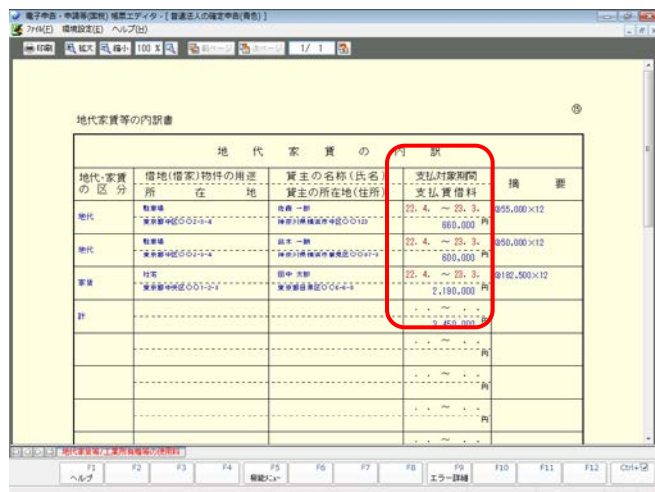 電子申告・申請等(国税) 帳票エディタ - [ 普通法人の確定申告(青色) ]
ファイル(F) 環境設定(E) ヘルプ(H)
印刷 拡大 縮小 100 % 前ページ 次ページ 1/ 1
⑮
地代家賃等の内訳書
地 代 家 賃 の 内 訳
地代・家賃の区分 借地(借家)物件の用途 所在地 貸主の名称(氏名) 貸主の所在地(住所) 支払対象期間 支払賃借料 摘要
地代 駐車場 佐藤 一郎 22. 4. ~ 23. 3. @55,000×12
660,000 円
地代 駐車場 鈴木 22. 4. ~ 23. 3. @50,000×12
600,000 円
家賃 社宅 田中 太郎 22. 4. ~ 23. 3. @182,500×12
2,190,000 円
計 . . ~ . .
3,450,000 円
. . ~ . .
円
. . ~ . .
円
. . ~ . .
円
. . ~ . .
地代家賃等/工業所有権等の使用料
F1 F2 F3 F4 F5 F6 F7 F8 F9 F10 F11 F12 Ctrl+
ヘルプ 機能メニュー エラー詳細